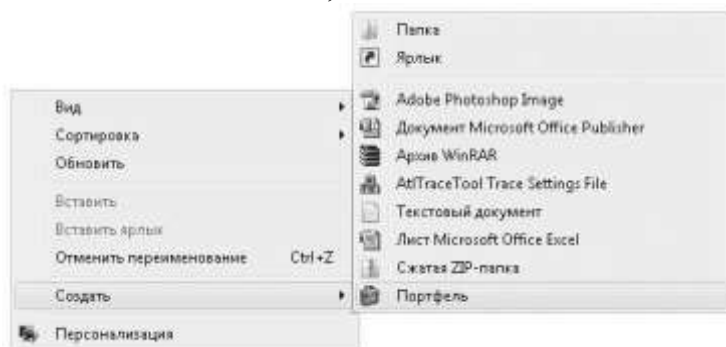 Вид
Сортировка
Обновить
Вставить
Вставить ярлык
Отменить переименование Ctrl+Z
Создать
Персонализация
Папка
Ярлык
Adobe Photoshop Image
Документ Microsoft Office Publisher
Архив WinRAR
AtlTraceTool Trace Settings File
Текстовый документ
Лист Microsoft Office Excel
Сжатая ZIP-папка
Портфель